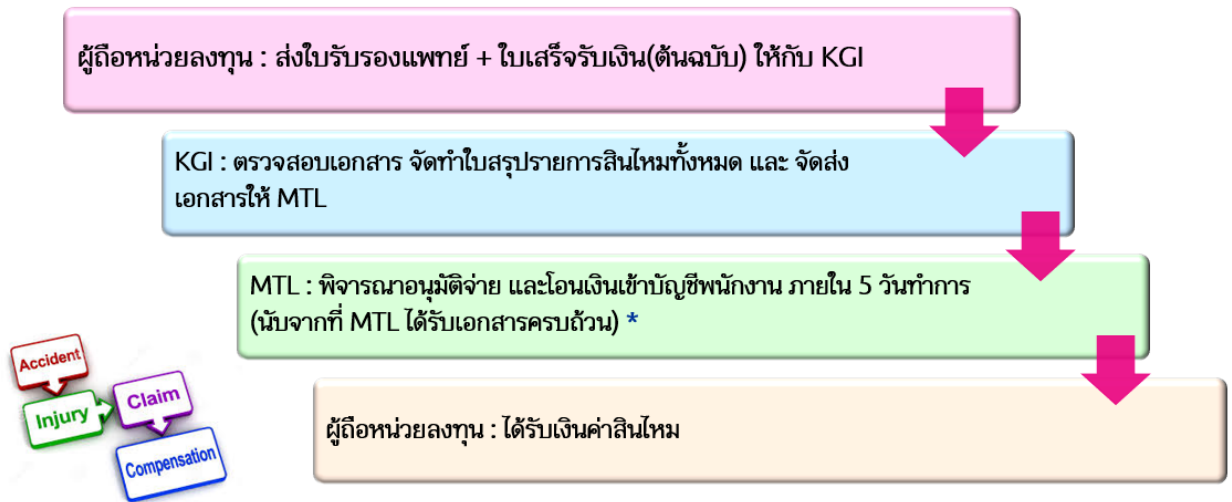 ผู้ถือหน่วยลงทุน : ส่งใบรับรองแพทย์ + ใบเสร็จรับเงิน(ต้นฉบับ) ให้กับ KGI
KGI : ตรวจสอบเอกสาร จัดทำใบสรุปรายการสินไหมทั้งหมด และ จัดส่ง
เอกสารให้ MTL
MTL : พิจารณาอนุมัติจ่าย และโอนเงินเข้าบัญชีพนักงาน ภายใน 5 วันทำการ
(นับจากที่ MTL ได้รับเอกสารครบถ้วน) *
ผู้ถือหน่วยลงทุน : ได้รับเงินค่าสินไหม
Accident
Injury
Claim
Compensation